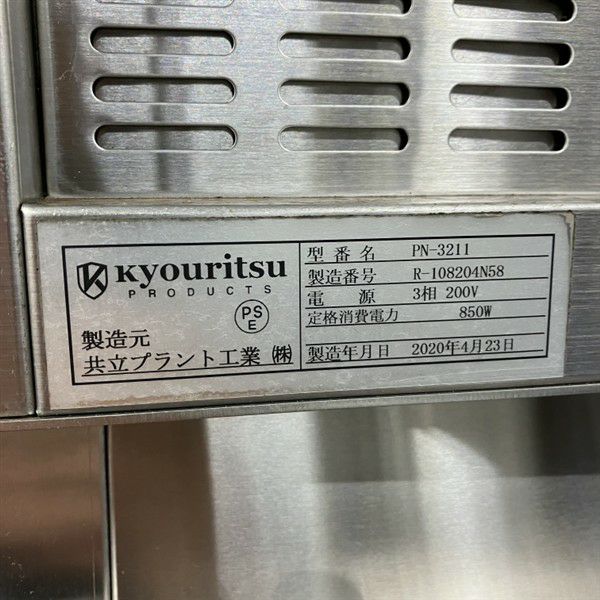 Kyouritsu
PRODUCTS
PS
E
製造元
共立プラント工業 ㈱
型番名 PN-3211
製造番号 R-108204N58
電源 3相 200V
定格消費電力 850W
製造年月日 2020年4月23日